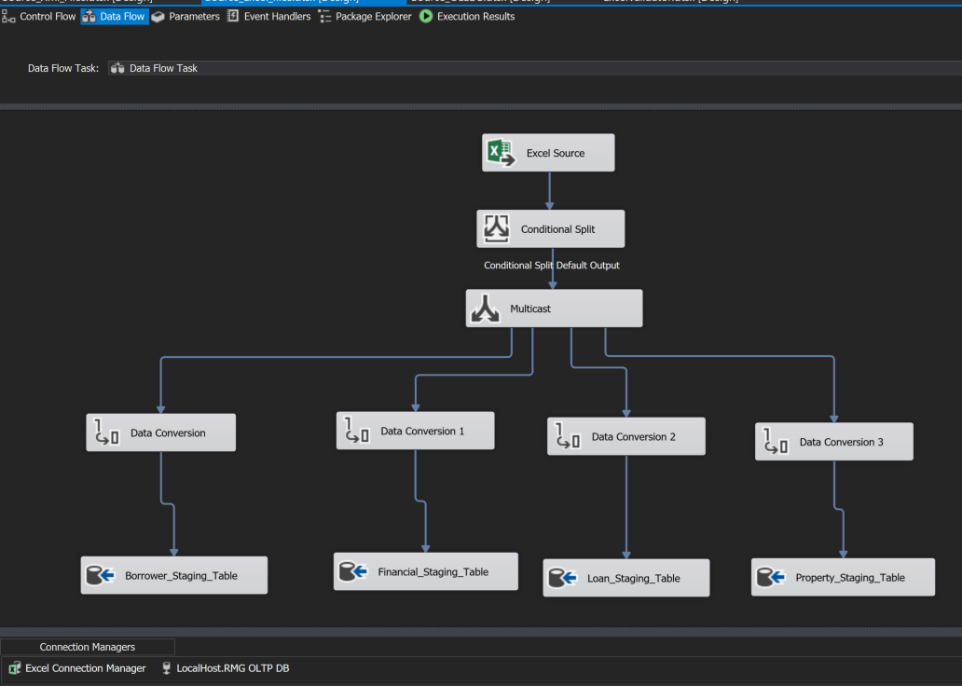 Control Flow Data Flow Parameters Event Handlers Package Explorer Execution Results
Data Flow Task: Data Flow Task
Excel Source
Conditional Split
Conditional Split Default Output
Multicast
Data Conversion
Data Conversion 1
Data Conversion 2
Data Conversion 3
Borrower_Staging_Table
Financial_Staging_Table
Loan_Staging_Table
Property_Staging_Table
Connection Managers
Excel Connection Manager LocalHost.RMG OLTP DB